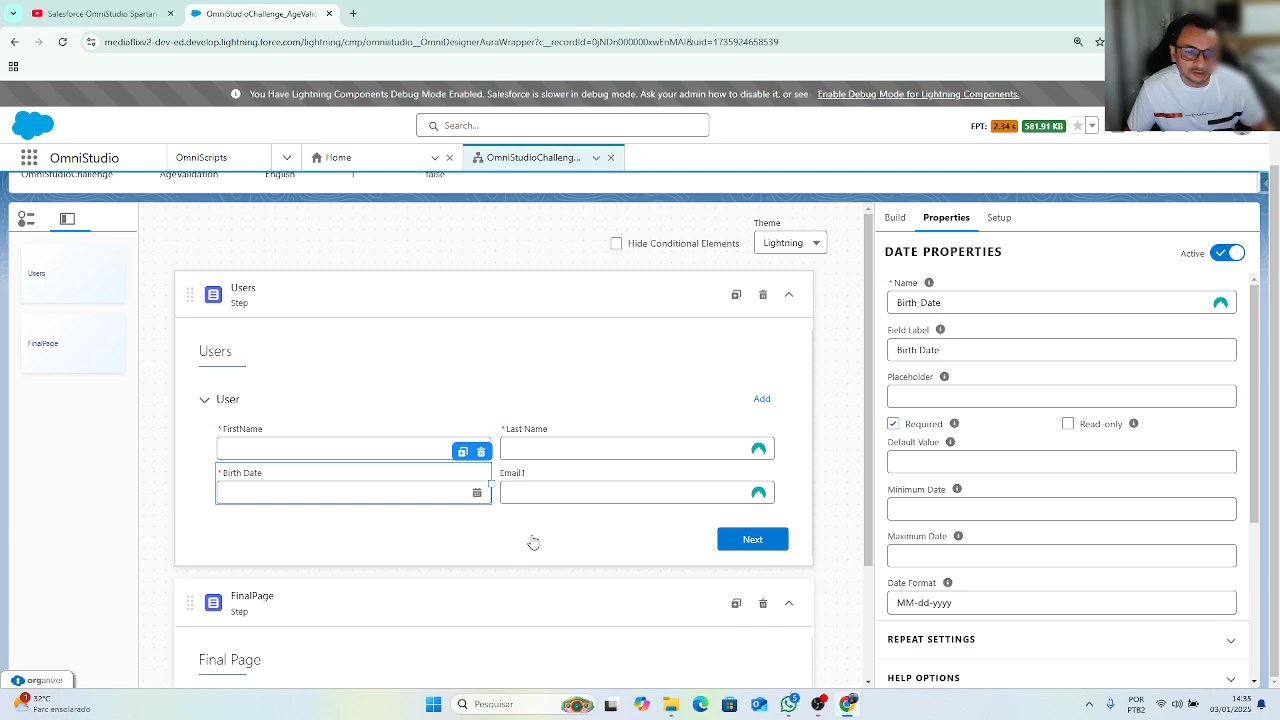 Salesforce OmniStudio Spartan
OmniStudioChallenge_AgeValic
medialixv2-dev-ed.develop.lightning.force.com/lightning/cmp/omnistudio__OmniDesignerAuraWrapper?c_recordId=0jNDn000000xwEnMAI&uid=1735924658539
You Have Lightning Components Debug Mode Enabled. Salesforce is slower in debug mode. Ask your admin how to disable it, or see Enable Debug Mode for Lightning Components.
Search...
EPT: 2.34 s 581.91 KB
OmniStudio
OmniScripts
Home
OmniStudioChalleng...
OmniStudioChallenge AgeValidation English 1 false
Theme
Hide Conditional Elements
Lightning
Build Properties Setup
DATE PROPERTIES
Active
Users
FinalPage
Users
Step
Users
User
Add
*FirstName
*Last Name
*Birth Date
Email1
Next
FinalPage
Step
Final Page
*Name
Birth_Date
Field Label
Birth Date
Placeholder
Required
Read-only
Default Value
Minimum Date
Maximum Date
Date Format
MM-dd-yyyy
REPEAT SETTINGS
HELP OPTIONS
organizer
1
32°C
Parc ensolarado
Pesquisar
5
POR
PTB2
14:35
03/01/2025